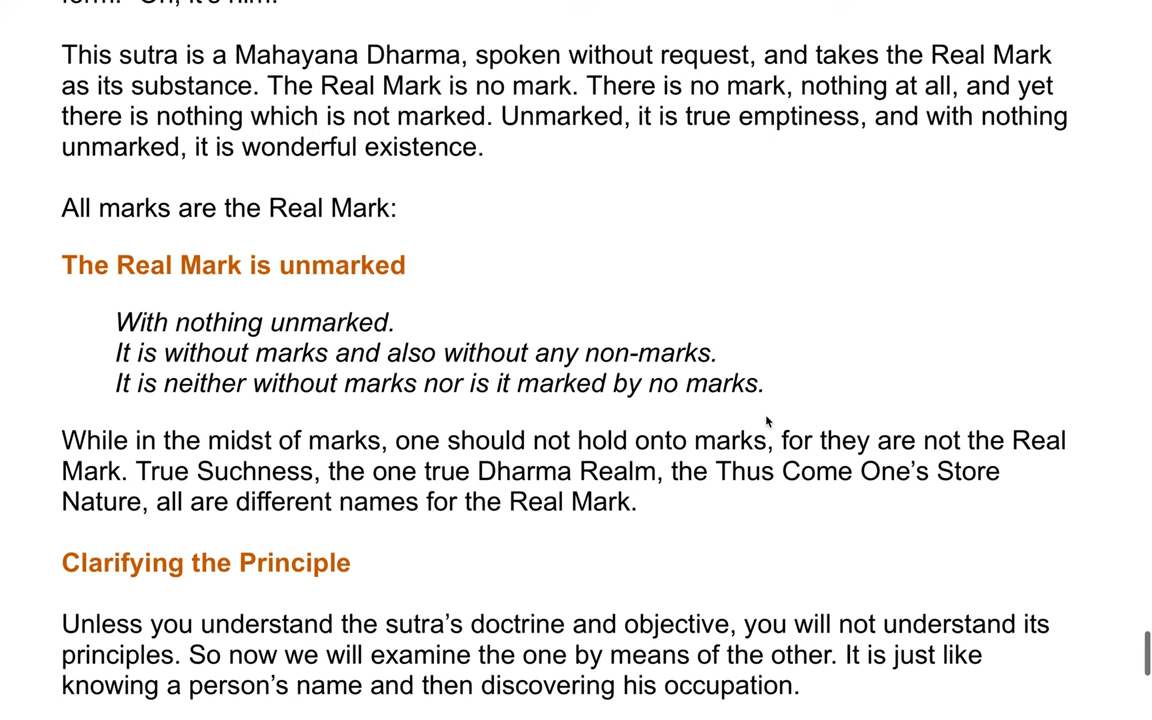 form?" "Oh, it's him!"
This sutra is a Mahayana Dharma, spoken without request, and takes the Real Mark
as its substance. The Real Mark is no mark. There is no mark, nothing at all, and yet
there is nothing which is not marked. Unmarked, it is true emptiness, and with nothing
unmarked, it is wonderful existence.
All marks are the Real Mark:
The Real Mark is unmarked
With nothing unmarked.
It is without marks and also without any non-marks.
It is neither without marks nor is it marked by no marks.
While in the midst of marks, one should not hold onto marks, for they are not the Real
Mark. True Suchness, the one true Dharma Realm, the Thus Come One’s Store
Nature, all are different names for the Real Mark.
Clarifying the Principle
Unless you understand the sutra’s doctrine and objective, you will not understand its
principles. So now we will examine the one by means of the other. It is just like
knowing a person’s name and then discovering his occupation.